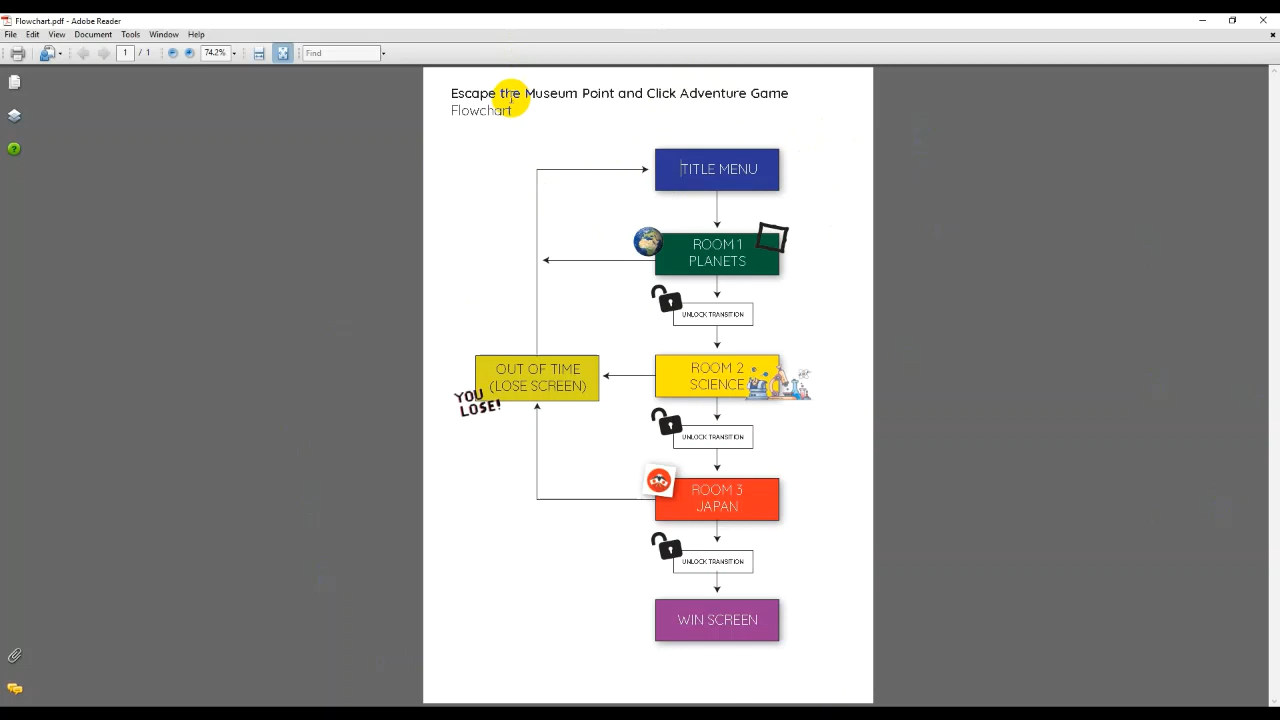 Flowchart.pdf - Adobe Reader
File Edit View Document Tools Window Help
1 / 1 74.2% Find
Escape the Museum Point and Click Adventure Game
Flowchart
TITLE MENU
ROOM 1
PLANETS
UNLOCK TRANSITION
OUT OF TIME
(LOSE SCREEN)
YOU
LOSE!
ROOM 2
SCIENCE
UNLOCK TRANSITION
ROOM 3
JAPAN
UNLOCK TRANSITION
WIN SCREEN